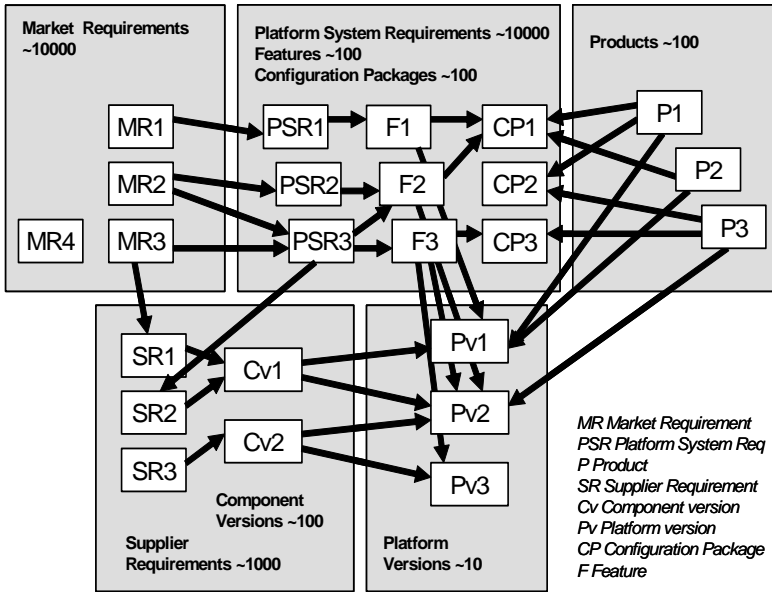 Market Requirements
~10000
Platform System Requirements ~10000
Features ~100
Configuration Packages ~100
Products ~100
MR1
PSR1
F1
CP1
P1
MR2
PSR2
F2
CP2
P2
MR4
MR3
PSR3
F3
CP3
P3
SR1
Cv1
Pv1
SR2
Pv2
SR3
Cv2
Pv3
Component
Versions ~100
Supplier
Requirements ~1000
Platform
Versions ~10
MR Market Requirement
PSR Platform System Req
P Product
SR Supplier Requirement
Cv Component version
Pv Platform version
CP Configuration Package
F Feature